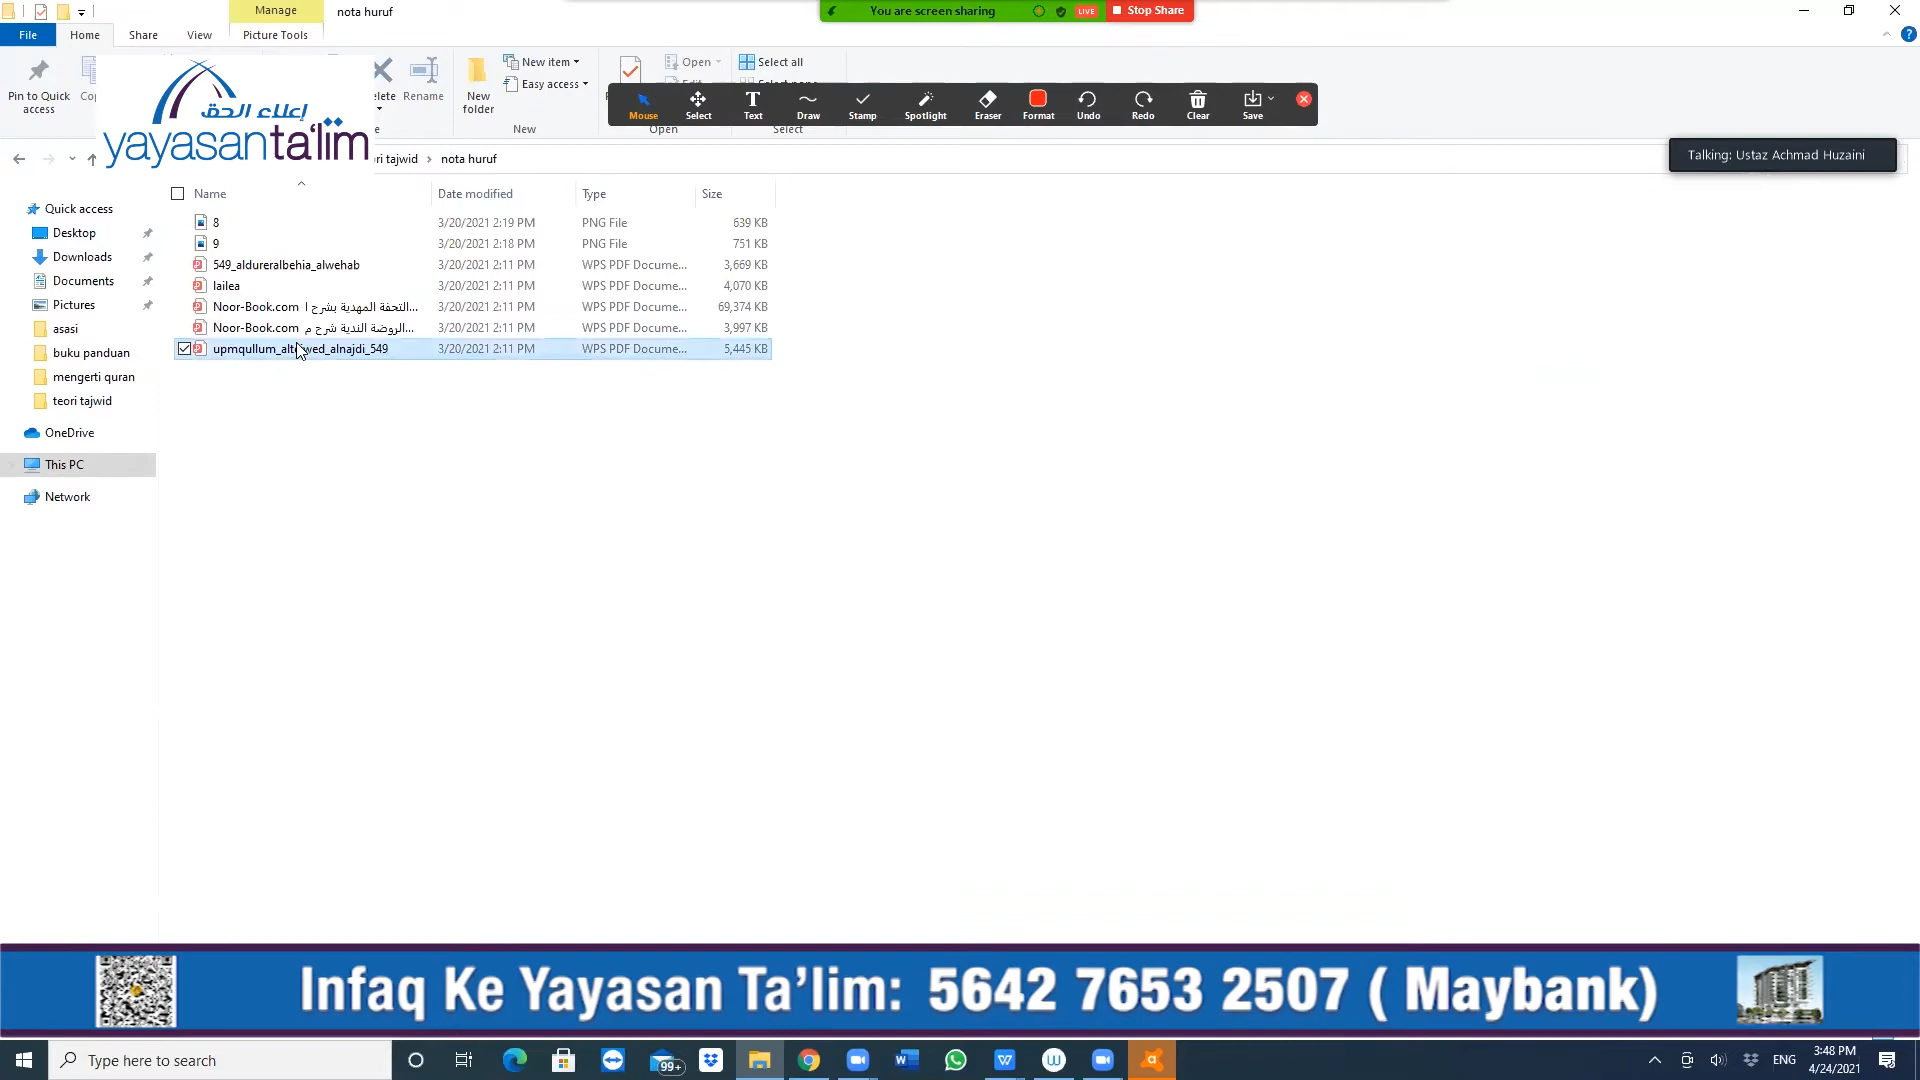 Manage
nota huruf
You are screen sharing
LIVE
Stop Share
File
Home
Share
View
Picture Tools
Pin to Quick access
Rename
New folder
New item
Easy access
New
Open
Open
Select all
Select
Mouse
Select
Text
Draw
Stamp
Spotlight
Eraser
Format
Undo
Redo
Clear
Save
إعلاء الحق
yayasanta'lim
nota huruf
Talking: Ustaz Achmad Huzaini
Name Date modified Type Size
8 3/20/2021 2:19 PM PNG File 639 KB
9 3/20/2021 2:18 PM PNG File 751 KB
549_aldureralbehia_alwehab 3/20/2021 2:11 PM WPS PDF Docume... 3,669 KB
lailea 3/20/2021 2:11 PM WPS PDF Docume... 4,070 KB
Noor-Book.com التحفة المهدية بشرح ا... 3/20/2021 2:11 PM WPS PDF Docume... 69,374 KB
Noor-Book.com الروضة الندية شرح م... 3/20/2021 2:11 PM WPS PDF Docume... 3,997 KB
3/20/2021 2:11 PM WPS PDF Docume... 5,445 KB
Quick access
Desktop
Downloads
Documents
Pictures
asasi
buku panduan
mengerti quran
teori tajwid
OneDrive
This PC
Network
Infaq Ke Yayasan Ta’lim: 5642 7653 2507 ( Maybank)
Type here to search
99+
ENG
3:48 PM
4/24/2021